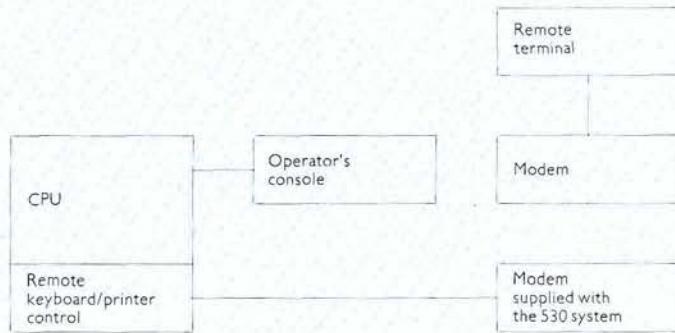 Remote
terminal
Operator's
console
Modem
CPU
Remote
keyboard/printer
control
Modem
supplied with
the 530 system